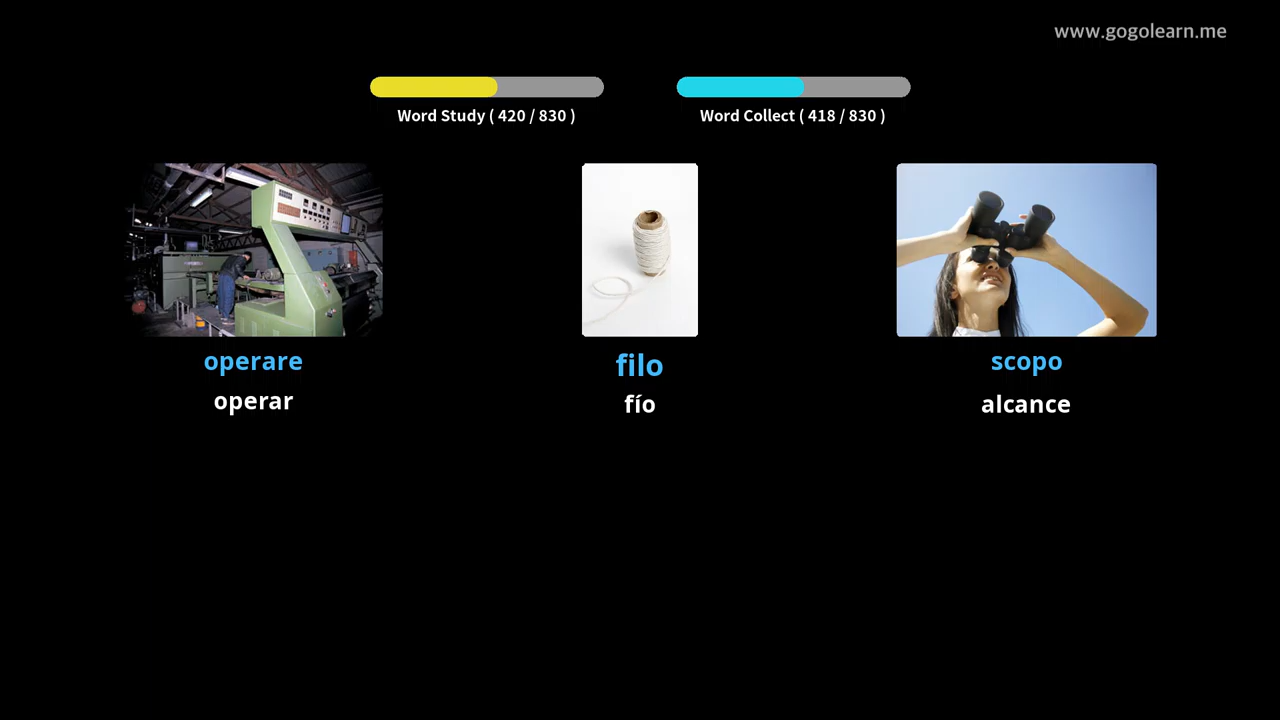 www.gogolearn.me
Word Study ( 420 / 830 )
Word Collect ( 418 / 830 )
operare
operar
filo
fío
scopo
alcance